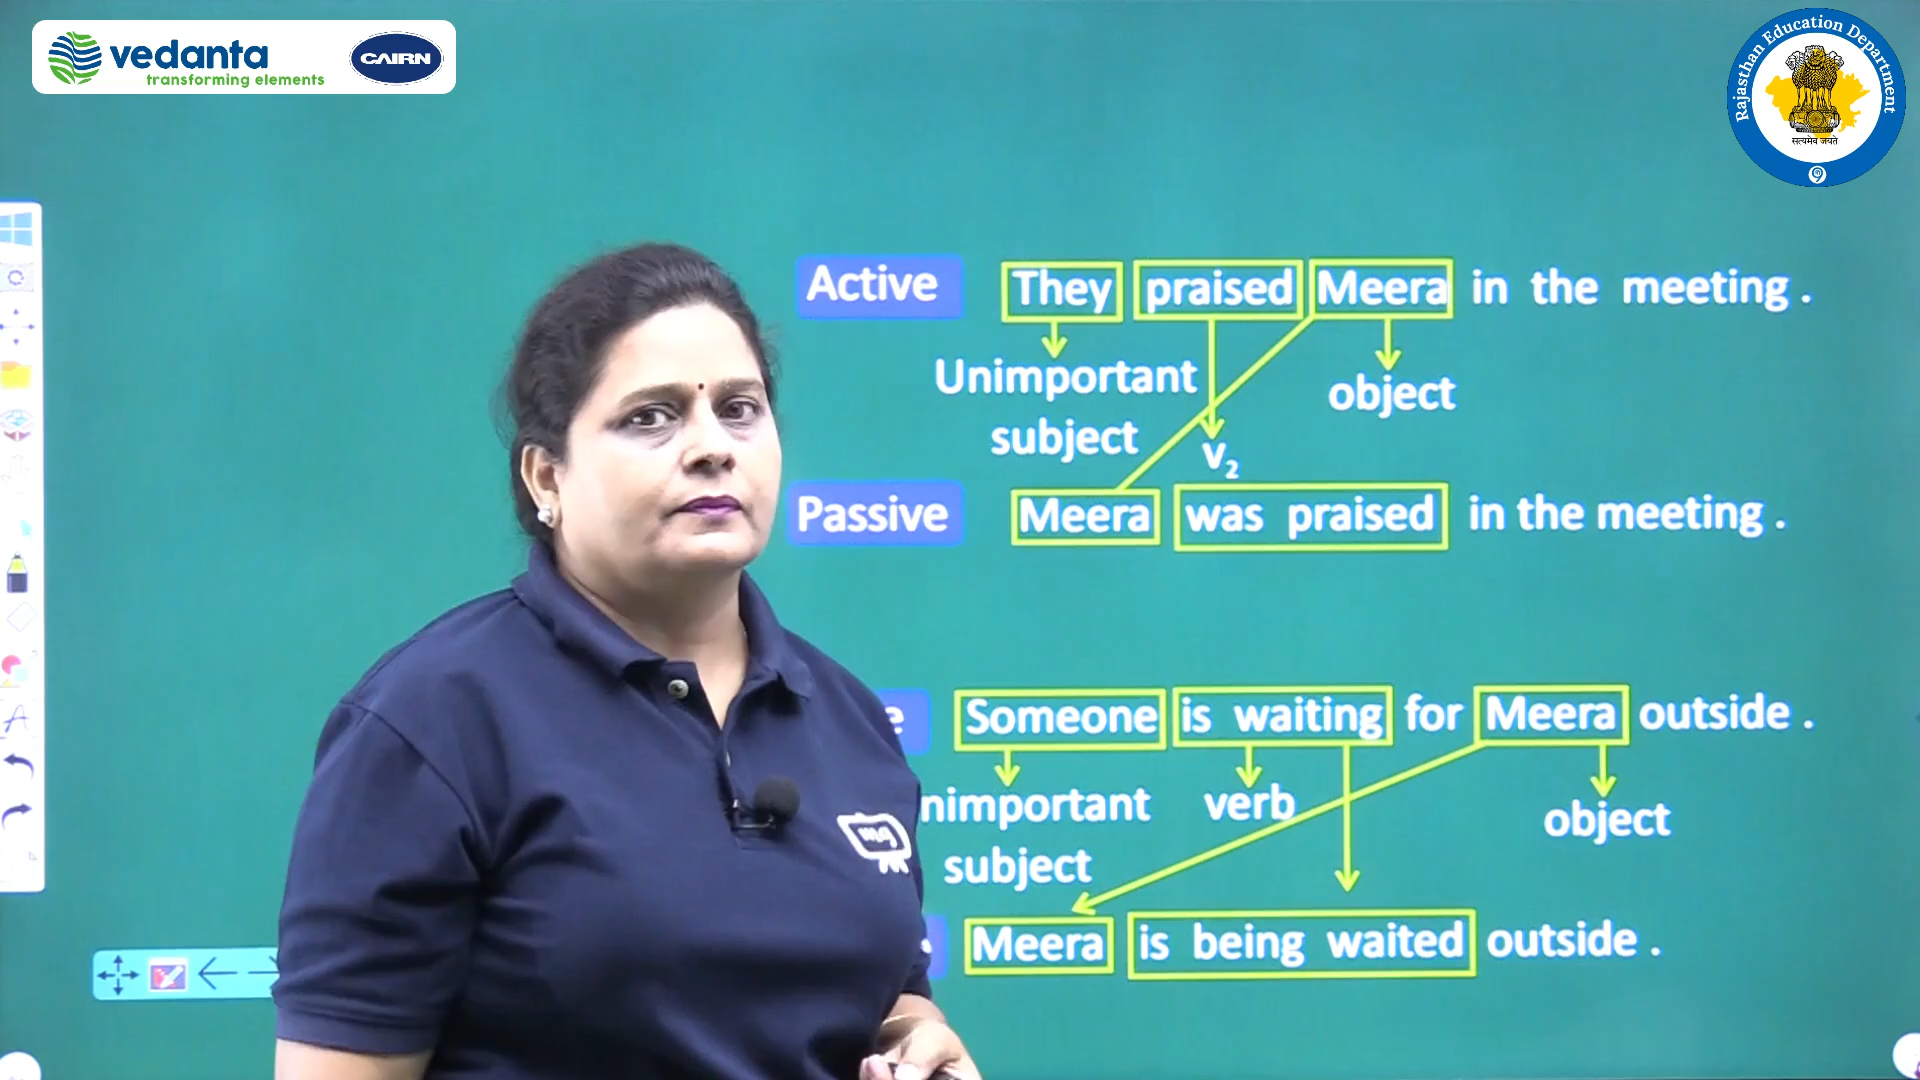 vedanta
transforming elements
CAIRN
Rajasthan Education Department
सत्यमेव जयते
Active They praised Meera in the meeting .
Unimportant subject
object
v2
Passive Meera was praised in the meeting .
Someone is waiting for Meera outside .
subject
verb
object
Meera is being waited outside .